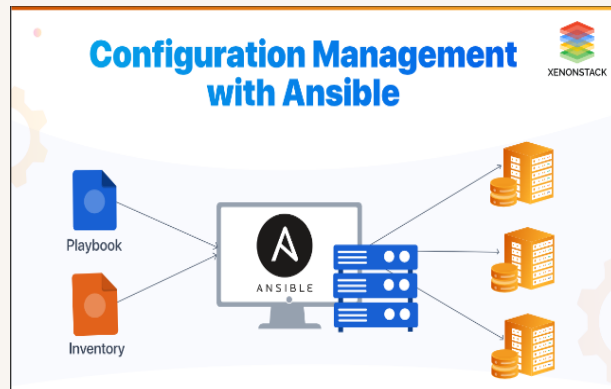 Configuration Management
with Ansible
XENONSTACK
Playbook
ANSIBLE
Inventory